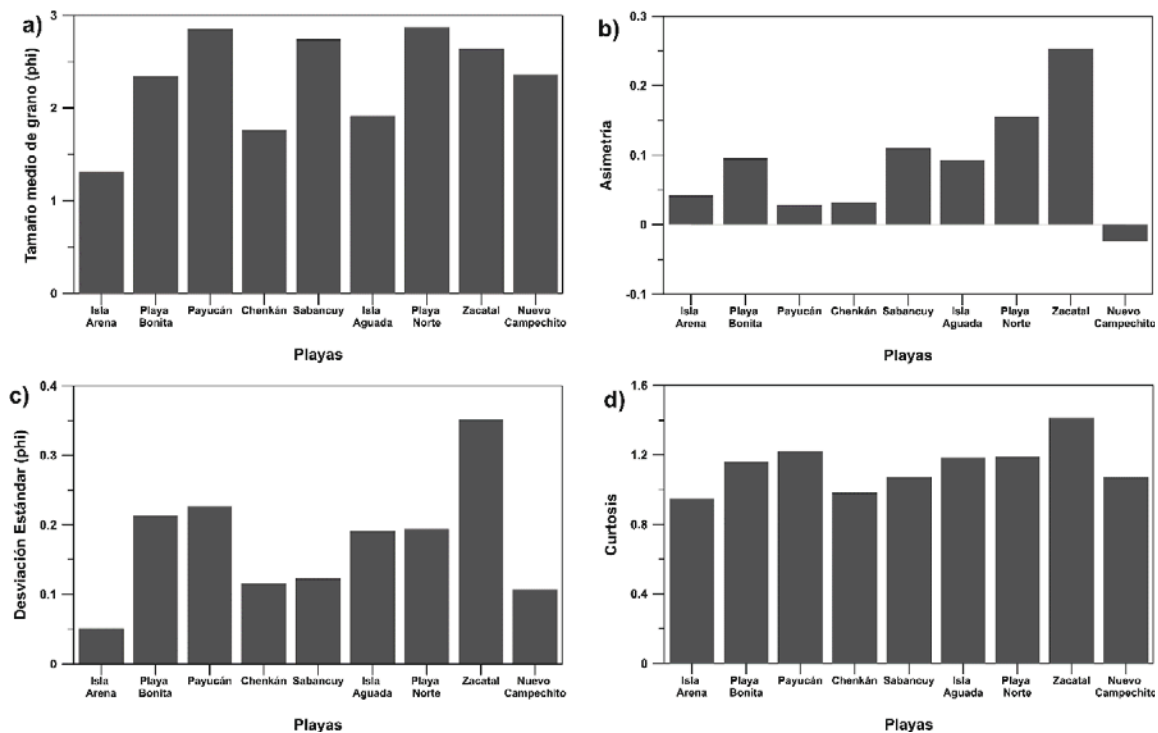 a)
Tamaño medio de grano (phi)
3
2
1
0
Isla Arena
Playa Bonita
Payucán
Chenkán
Sabancuy
Isla Aguada
Playa Norte
Zacatal
Nuevo Campechito
Playas
b)
Asimetría
0.3
0.2
0.1
0
-0.1
Isla Arena
Playa Bonita
Payucán
Chenkán
Sabancuy
Isla Aguada
Playa Norte
Zacatal
Nuevo Campechito
Playas
c)
Desviación Estándar (phi)
0.4
0.3
0.2
0.1
0
Isla Arena
Playa Bonita
Payucán
Chenkán
Sabancuy
Isla Aguada
Playa Norte
Zacatal
Nuevo Campechito
Playas
d)
Curtosis
1.6
1.2
0.8
0.4
0
Isla Arena
Playa Bonita
Payucán
Chenkán
Sabancuy
Isla Aguada
Playa Norte
Zacatal
Nuevo Campechito
Playas